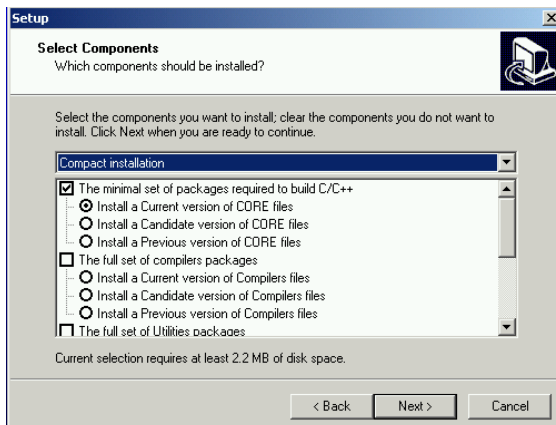 Setup
Select Components
Which components should be installed?
Select the components you want to install; clear the components you do not want to
install. Click Next when you are ready to continue.
Compact installation
The minimal set of packages required to build C/C++
Install a Current version of CORE files
Install a Candidate version of CORE files
Install a Previous version of CORE files
The full set of compilers packages
Install a Current version of Compilers files
Install a Candidate version of Compilers files
Install a Previous version of Compilers files
The full set of Utilities packages
Current selection requires at least 2.2 MB of disk space.
< Back Next > Cancel